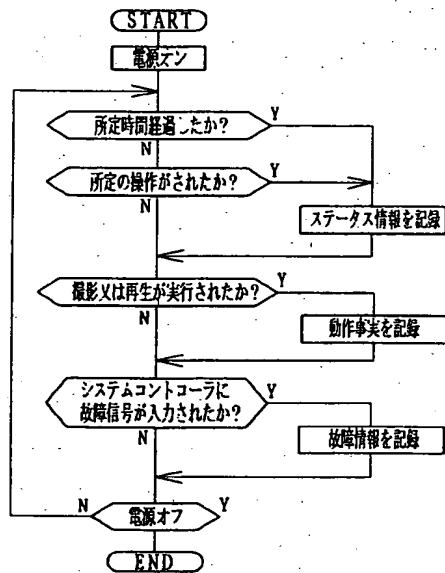 START
電源オン
所定時間経過したか?
Y
N
所定の操作がされたか?
Y
N
ステータス情報を記録
撮影又は再生が実行されたか?
Y
N
動作事実を記録
システムコントコーラに
故障信号が入力されたか?
Y
N
故障情報を記録
N
電源オフ
Y
END